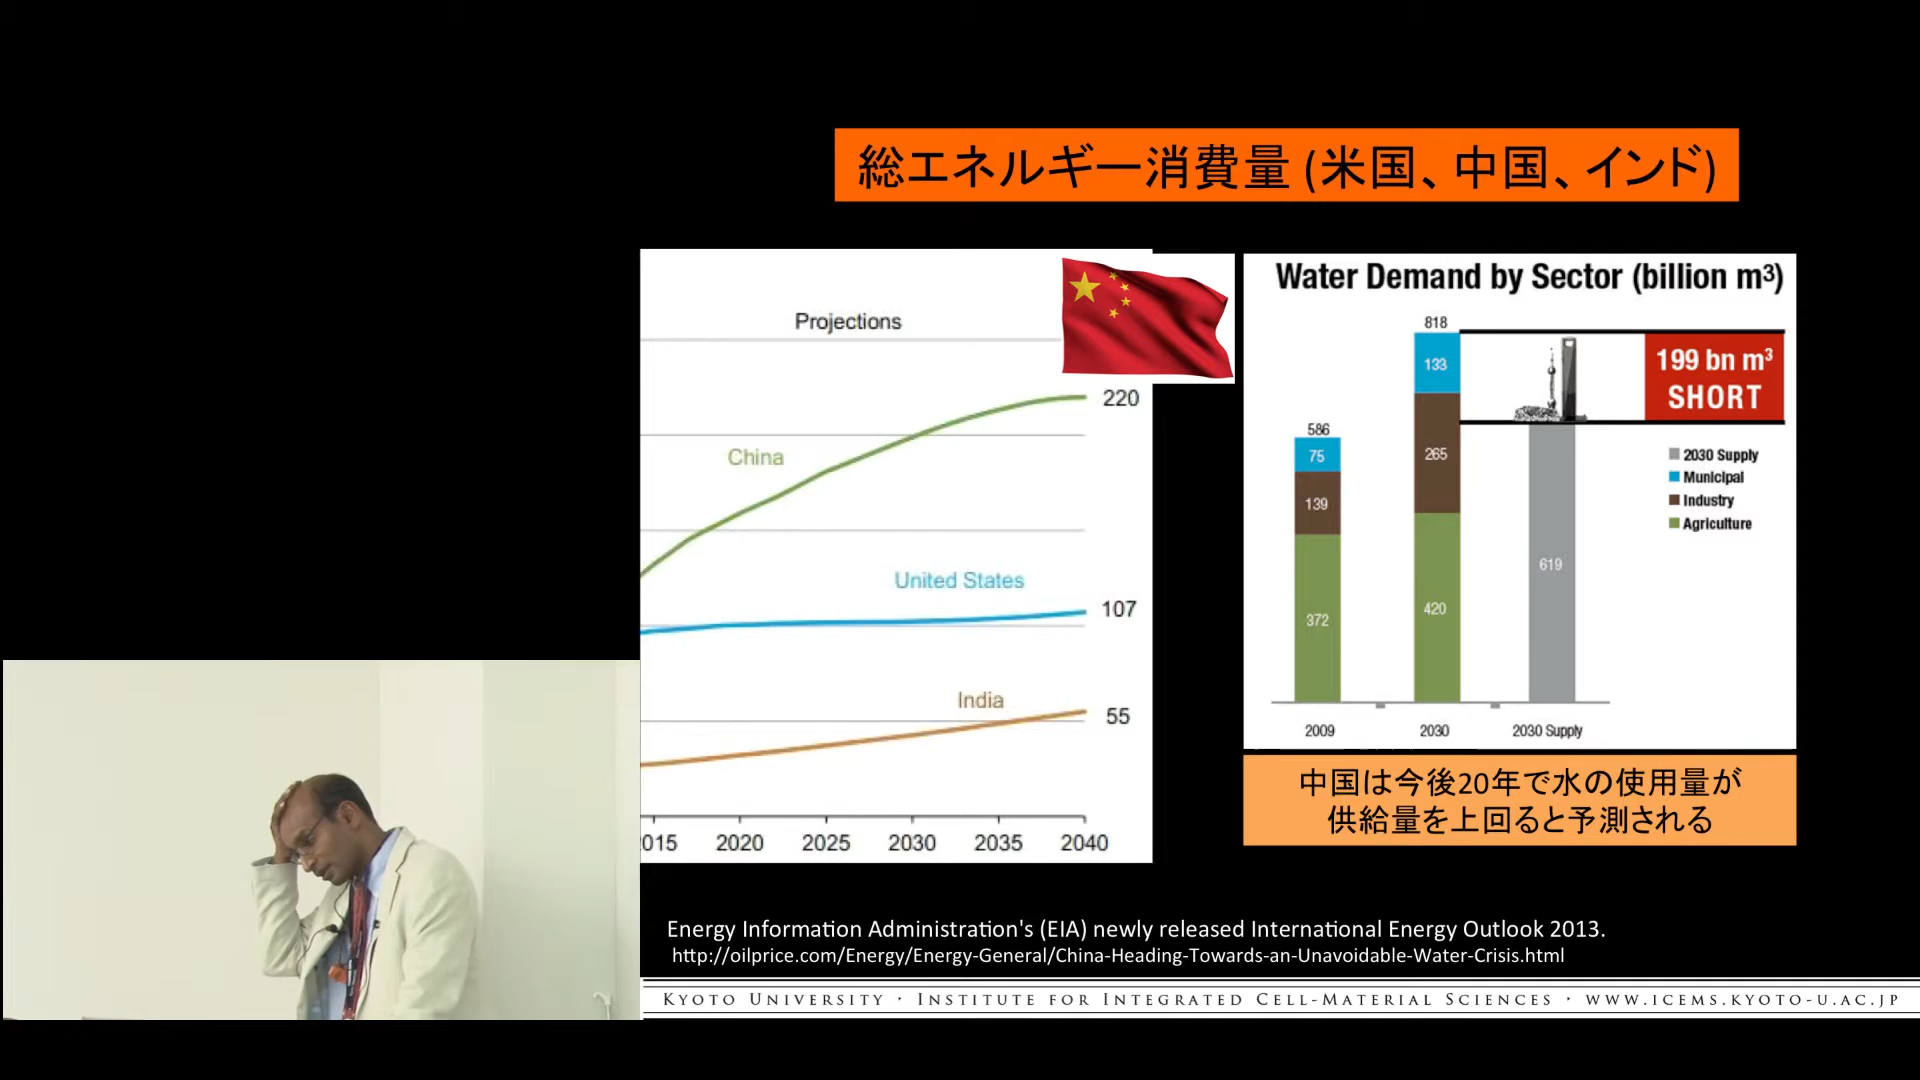 総エネルギー消費量 (米国、中国、インド)
Projections
220
China
United States
107
India
55
015
2020
2025
2030
2035
2040
Water Demand by Sector (billion m³)
818
133
199 bn m³
SHORT
586
75
265
139
2030 Supply
Municipal
Industry
Agriculture
619
372
420
2009
2030
2030 Supply
中国は今後20年で水の使用量が
供給量を上回ると予測される
Energy Information Administration's (EIA) newly released International Energy Outlook 2013.
http://oilprice.com/Energy/Energy-General/China-Heading-Towards-an-Unavoidable-Water-Crisis.html
KYOTO UNIVERSITY · INSTITUTE FOR INTEGRATED CELL-MATERIAL SCIENCES · WWW.ICEMS.KYOTO-U.AC.JP